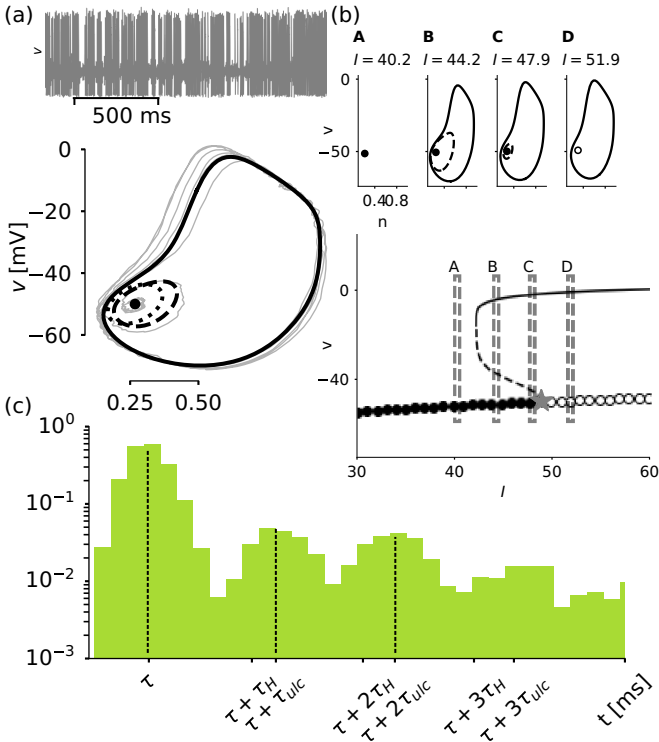 (a)
v
500 ms
0
−20
−40
−60
v [mV]
0.25 0.50
(b)
A B C D
I = 40.2 I = 44.2 I = 47.9 I = 51.9
0
−50
v
0.4 0.8
n
A B C D
0
−40
v
30 40 50 60
I
(c)
10⁰
10⁻¹
10⁻²
10⁻³
τ
τ + τ_H
τ + τ_ulc
τ + 2τ_H
τ + 2τ_ulc
τ + 3τ_H
τ + 3τ_ulc
t [ms]